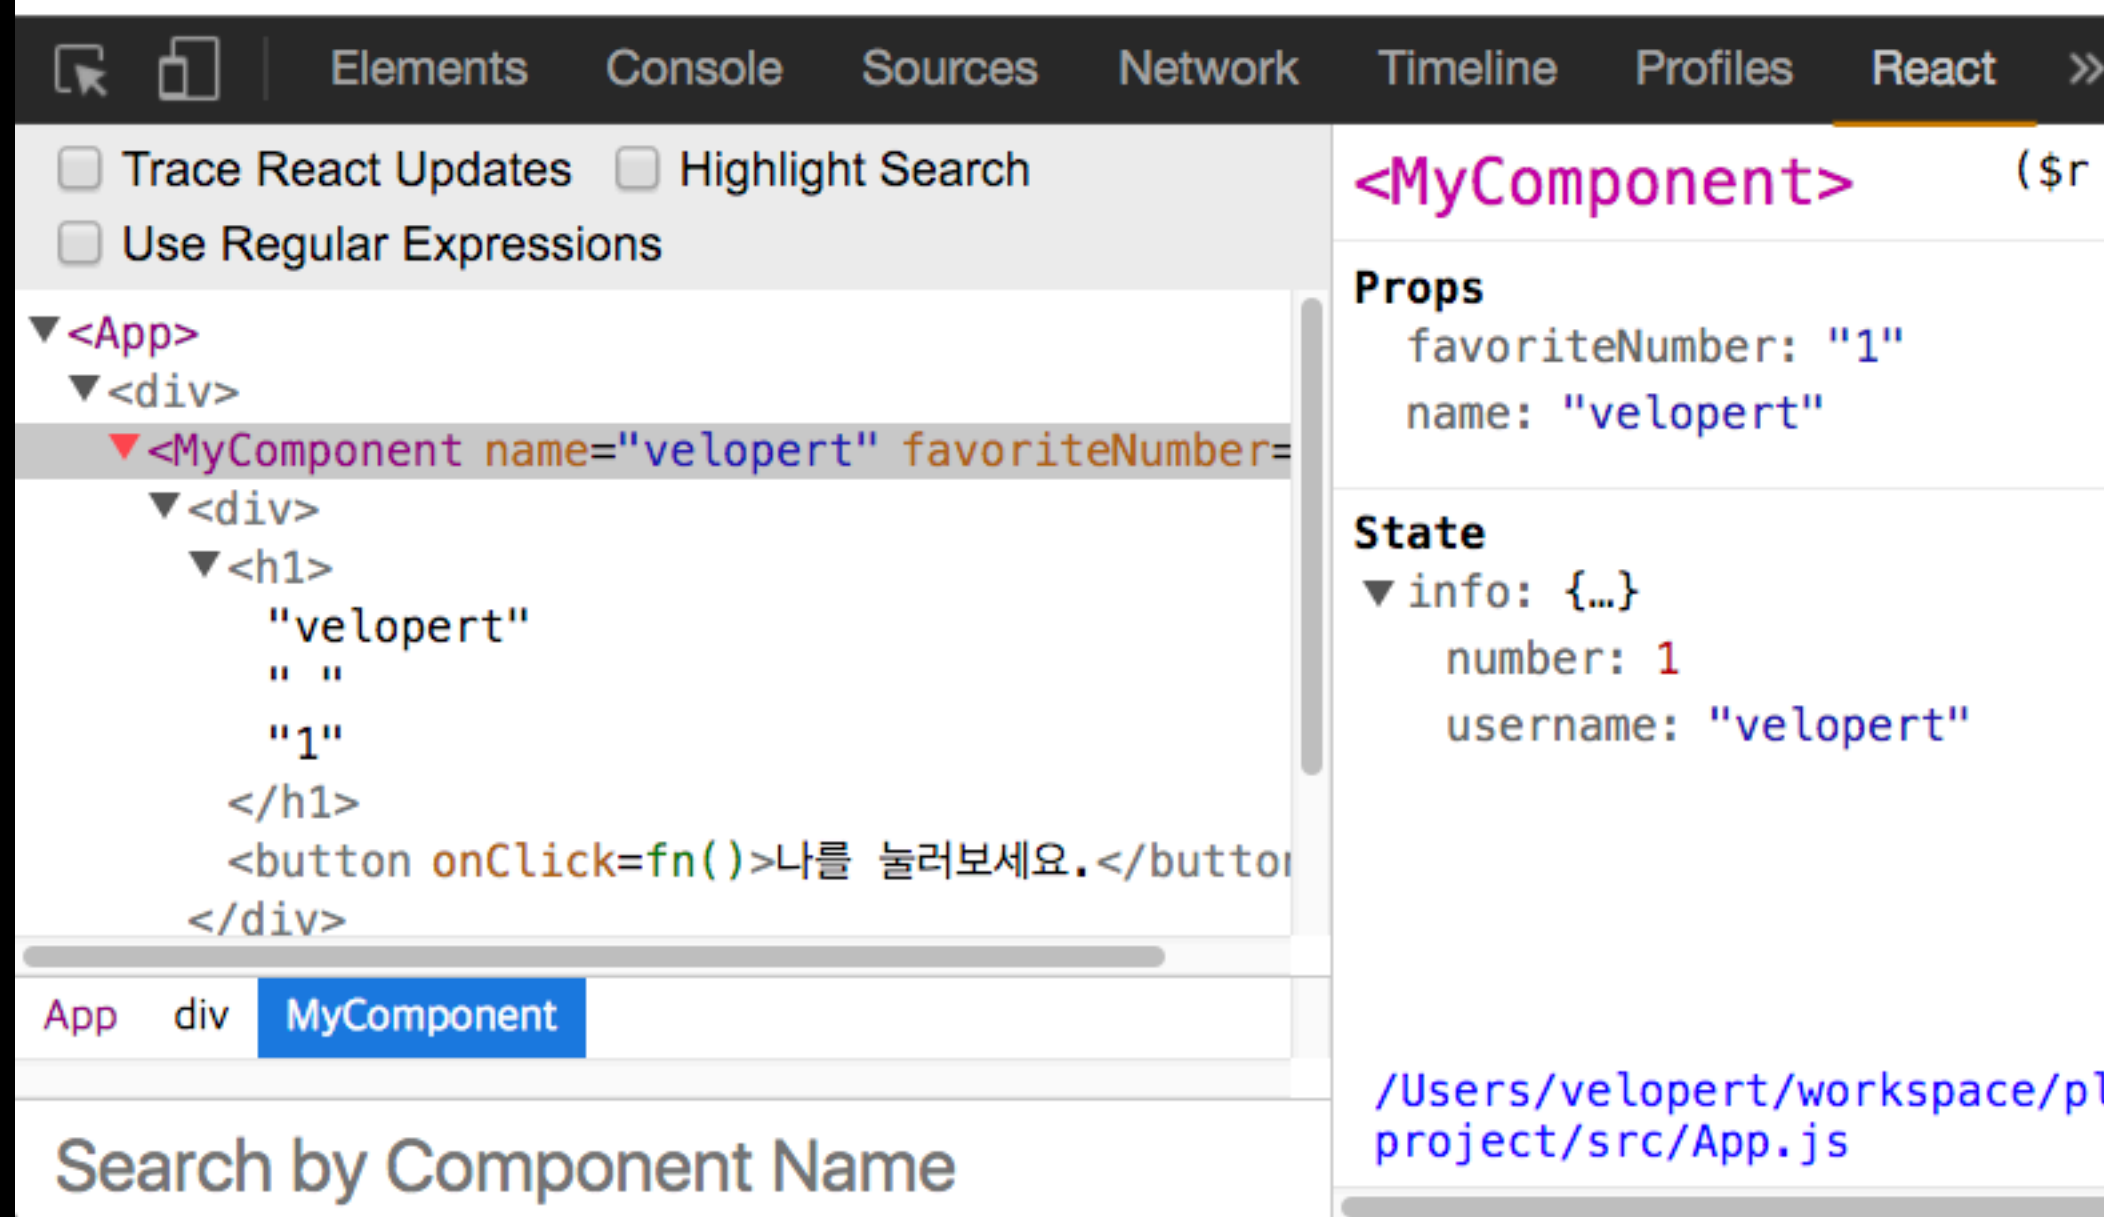 Elements Console Sources Network Timeline Profiles React »
Trace React Updates Highlight Search
Use Regular Expressions
<App>
<div>
<MyComponent name="velopert" favoriteNumber=
<div>
<h1>
"velopert"
" "
"1"
</h1>
<button onClick=fn()>나를 눌러보세요.</button
</div>
App div MyComponent
Search by Component Name
<MyComponent> ($r
Props
favoriteNumber: "1"
name: "velopert"
State
info: {…}
number: 1
username: "velopert"
/Users/velopert/workspace/pl
project/src/App.js